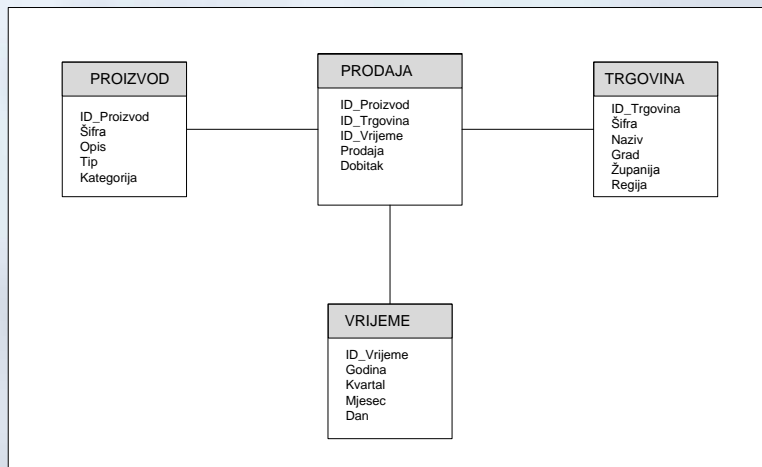 PROIZVOD
ID_Proizvod
Šifra
Opis
Tip
Kategorija
PRODAJA
ID_Proizvod
ID_Trgovina
ID_Vrijeme
Prodaja
Dobitak
TRGOVINA
ID_Trgovina
Šifra
Naziv
Grad
Županija
Regija
VRIJEME
ID_Vrijeme
Godina
Kvartal
Mjesec
Dan